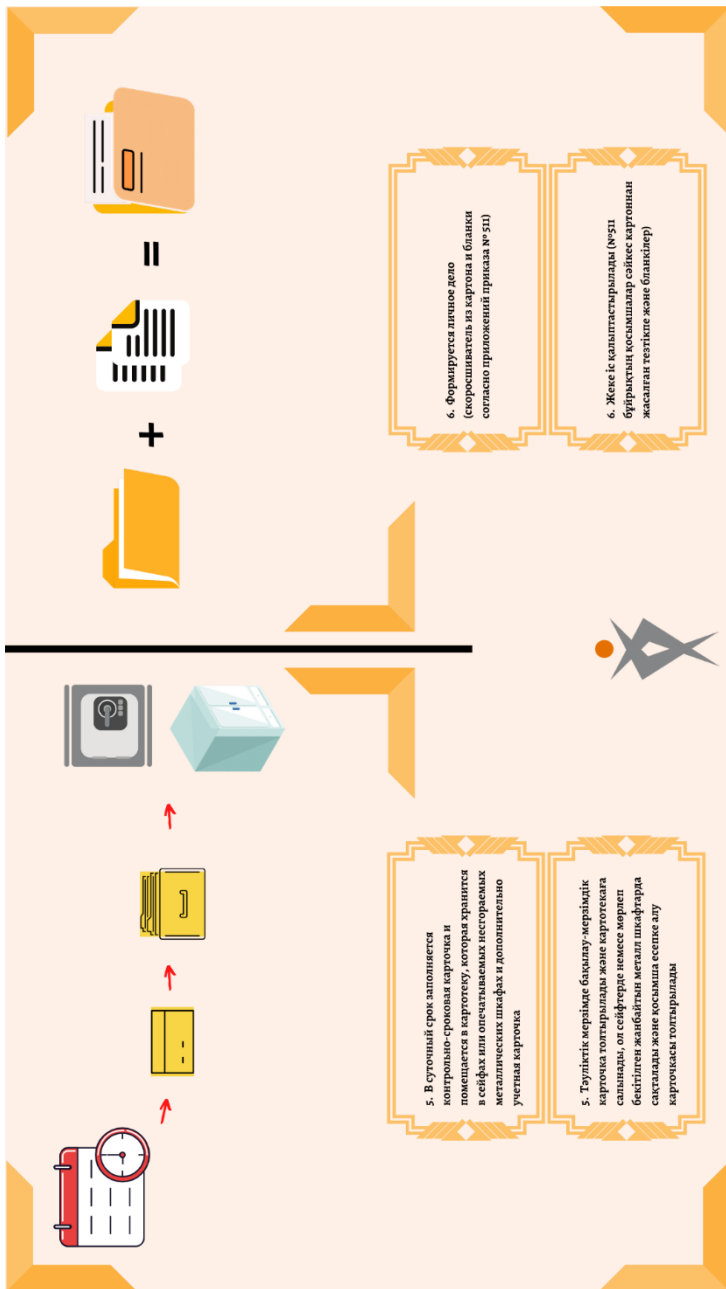 5. В суточный срок заполняется
контрольно-сроковая карточка и
помещается в картотеку, которая хранится
в сейфах или опечатываемых несгораемых
металлических шкафах и дополнительно
учетная карточка
5. Тәуліктік мерзімде бақылау-мерзімдік
карточка толтырылады және картотекаға
салынады, ол сейфтерде немесе мөрлеп
бекітілген жанбайтын металл шкафтарда
сақталады және қосымша есепке алу
карточкасы толтырылады
6. Формируется личное дело
(скоросшиватель из картона и бланки
согласно приложений приказа № 511)
6. Жеке іс қалыптастырылады (№511
бұйрықтың қосымшалар сәйкес картоннан
жасалған тезтікпе және бланкілер)